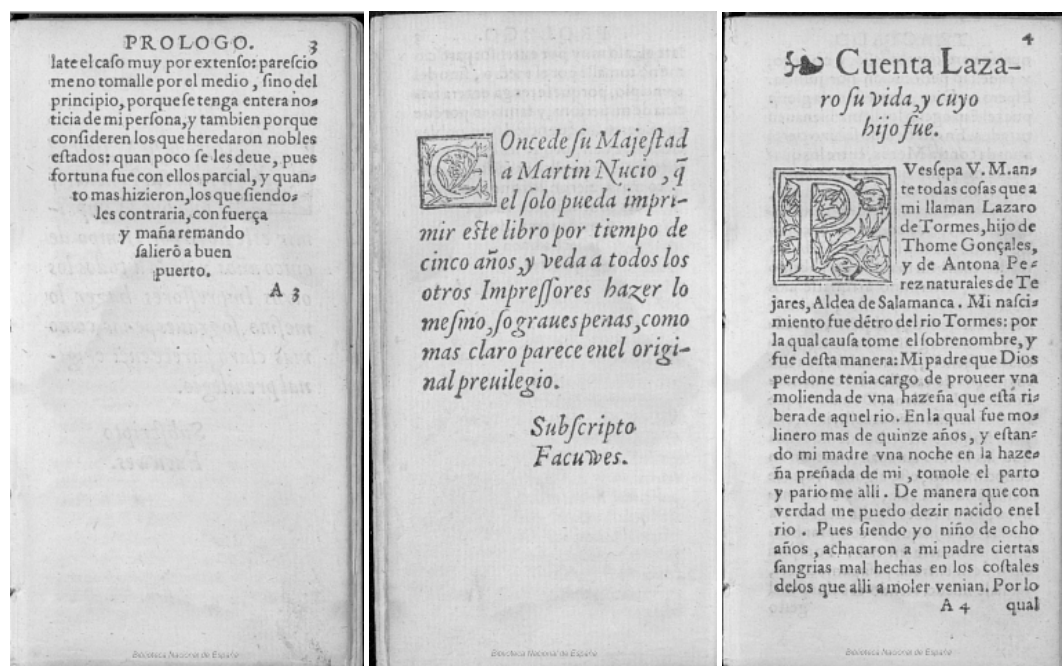 PROLOGO. 3
late el caſo muy por extenſo: pareſcio
me no tomalle por el medio, ſino del
principio, porque ſe tenga entera no⸗
ticia de mi perſona, y tambien porque
conſideren los que heredaron nobles
eſtados: quan poco ſe les deue, pues
fortuna fue con ellos parcial, y quan⸗
to mas hizieron, los que ſiendo⸗
les contraria, con fuerça
y maña remando
ſalierō a buen
puerto.
A 3
Biblioteca Nacional de España
COncede ſu Majeſtad
a Martin Nucio, q̄
el ſolo pueda impri-
mir eſte libro por tiempo de
cinco años, y veda a todos los
otros Impreſſores hazer lo
meſmo, ſo graues penas, como
mas claro parece enel origi-
nal preuilegio.
Subſcripto
Facuwes.
Biblioteca Nacional de España
4
Cuenta Laza-
ro ſu vida, y cuyo
hijo fue.
PVes ſepa V. M. an⸗
te todas coſas que a
mi llaman Lazaro
de Tormes, hijo de
Thome Gonçales,
y de Antona Pe⸗
rez naturales de Te
jares, Aldea de Salamanca. Mi naſci⸗
miento fue dētro del rio Tormes: por
la qual cauſa tome el ſobrenombre, y
fue deſta manera: Mi padre que Dios
perdone tenia cargo de proueer vna
molienda de vna hazeña que eſtá ri⸗
bera de aquel rio. En la qual fue mo⸗
linero mas de quinze años, y eſtan⸗
do mi madre vna noche en la haze⸗
ña preñada de mi, tomole el parto
y pario me alli. De manera que con
verdad me puedo dezir nacido enel
rio. Pues ſiendo yo niño de ocho
años, achacaron a mi padre ciertas
ſangrias mal hechas en los coſtales
delos que alli a moler venian. Por lo
A 4 qual
Biblioteca Nacional de España